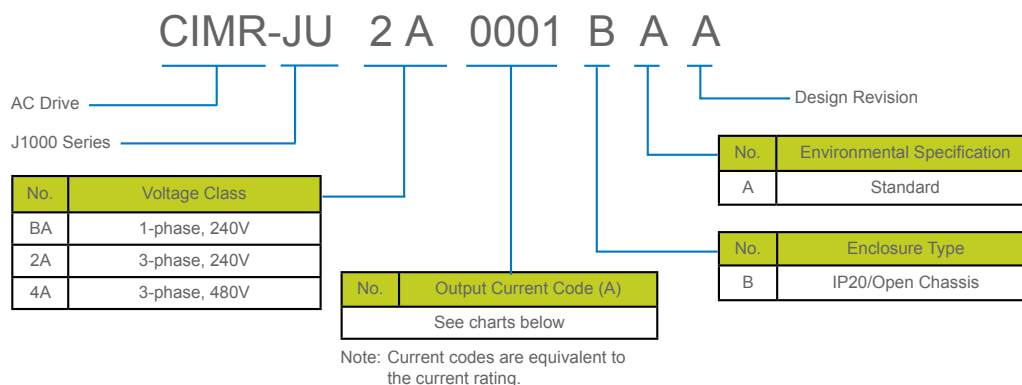 CIMR-JU 2 A 0001 B A A
AC Drive
J1000 Series
Design Revision
No. Environmental Specification
A Standard
No. Voltage Class
BA 1-phase, 240V
2A 3-phase, 240V
4A 3-phase, 480V
No. Enclosure Type
B IP20/Open Chassis
No. Output Current Code (A)
See charts below
Note: Current codes are equivalent to
the current rating.